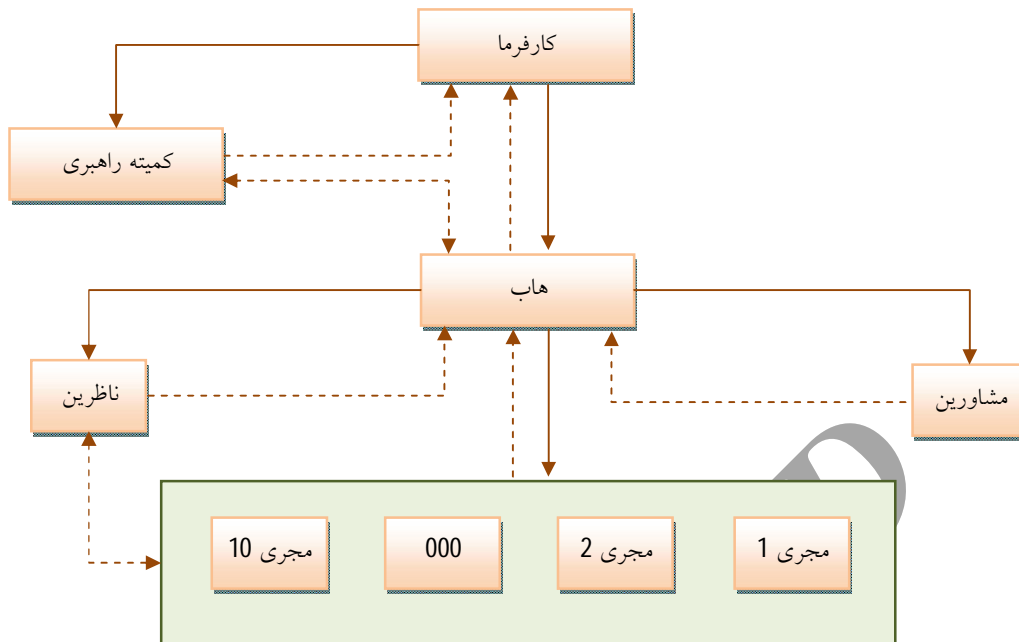 کارفرما
کمیته راهبری
هاب
ناظرین
مشاورین
مجری 1
مجری 2
000
مجری 10